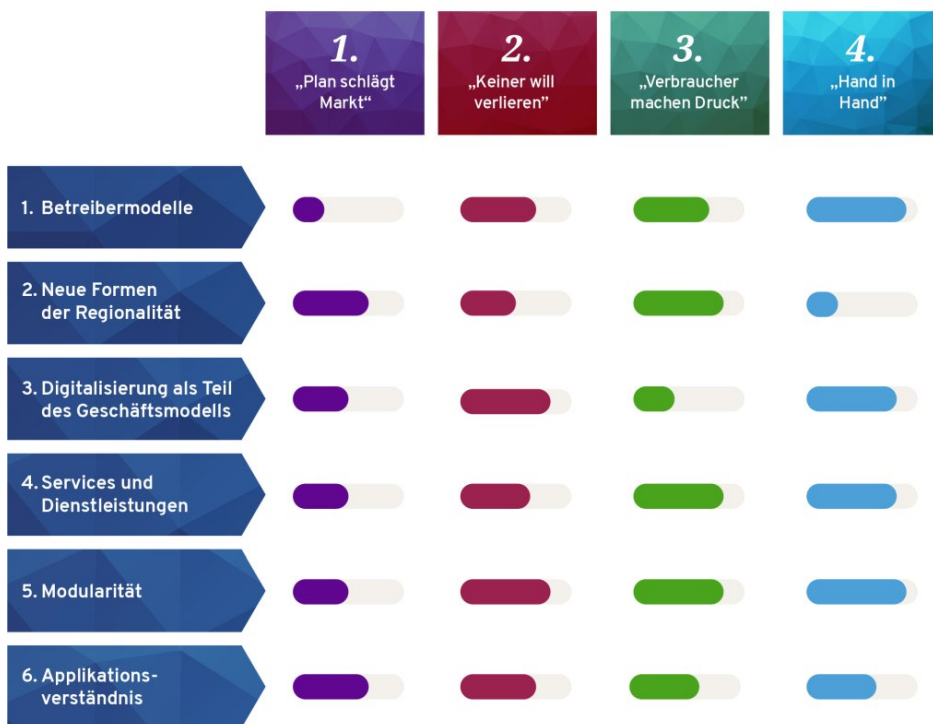 1.
„Plan schlägt
Markt“
2.
„Keiner will
verlieren”
3.
„Verbraucher
machen Druck”
4.
„Hand in
Hand”
1. Betreibermodelle
2. Neue Formen
der Regionalität
3. Digitalisierung als Teil
des Geschäftsmodells
4. Services und
Dienstleistungen
5. Modularität
6. Applikations-
verständnis